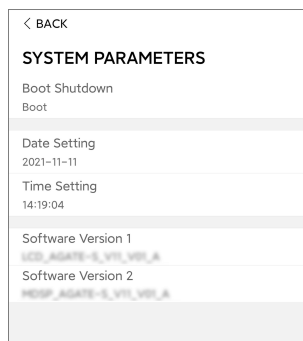 < BACK
SYSTEM PARAMETERS
Boot Shutdown
Boot
Date Setting
2021-11-11
Time Setting
14:19:04
Software Version 1
Software Version 2